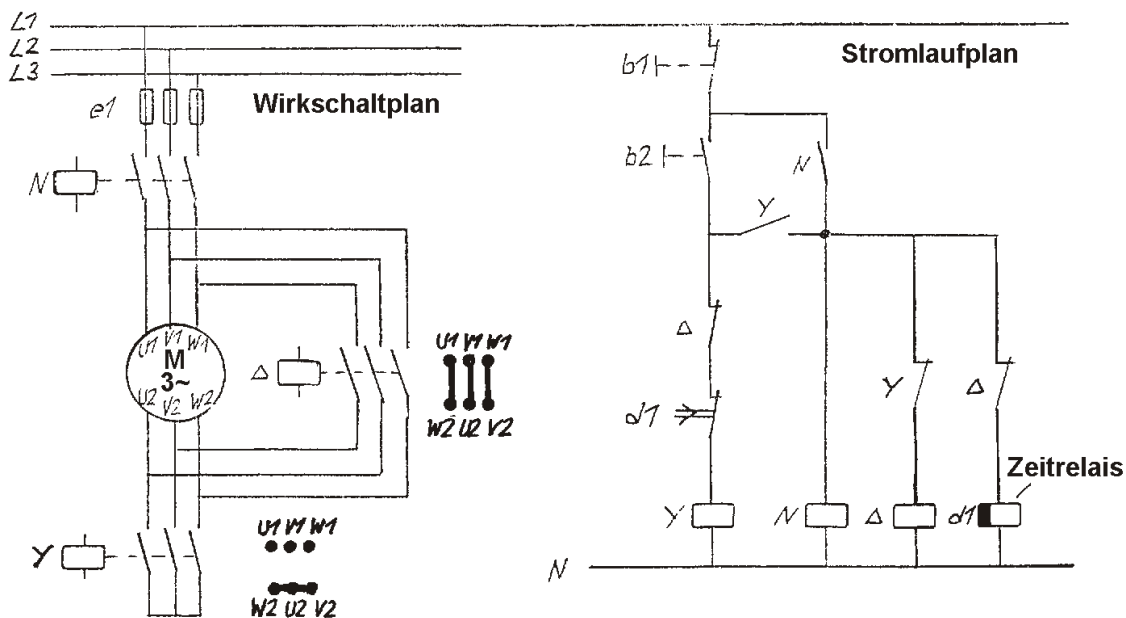 L1
L2
L3
e1
Wirkschaltplan
N
U1 V1 W1
M
3~
U2 V2 W2
Δ
U1 V1 W1
W2 U2 V2
Y
U1 V1 W1
W2 U2 V2
Stromlaufplan
b1
b2
N
Y
Δ
d1
Y
Δ
Zeitrelais
Y
N
Δ
d1
N